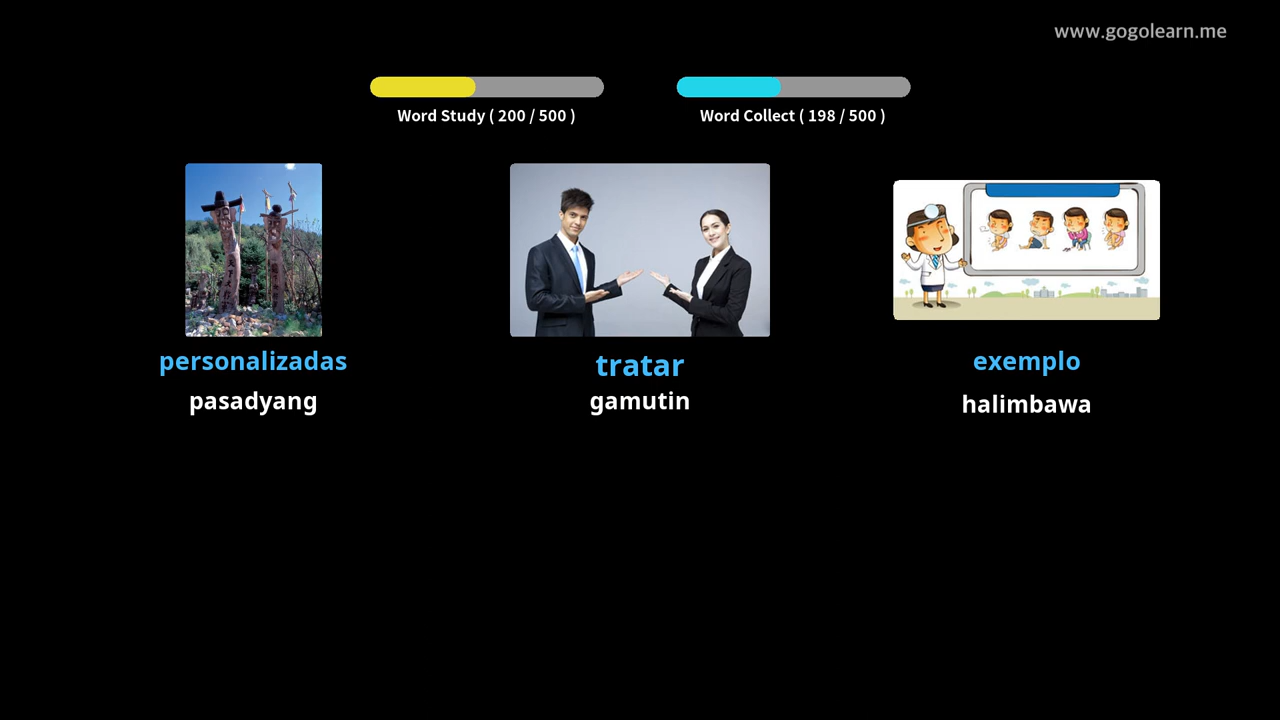 www.gogolearn.me
Word Study ( 200 / 500 )
Word Collect ( 198 / 500 )
personalizadas
tratar
exemplo
pasadyang
gamutin
halimbawa